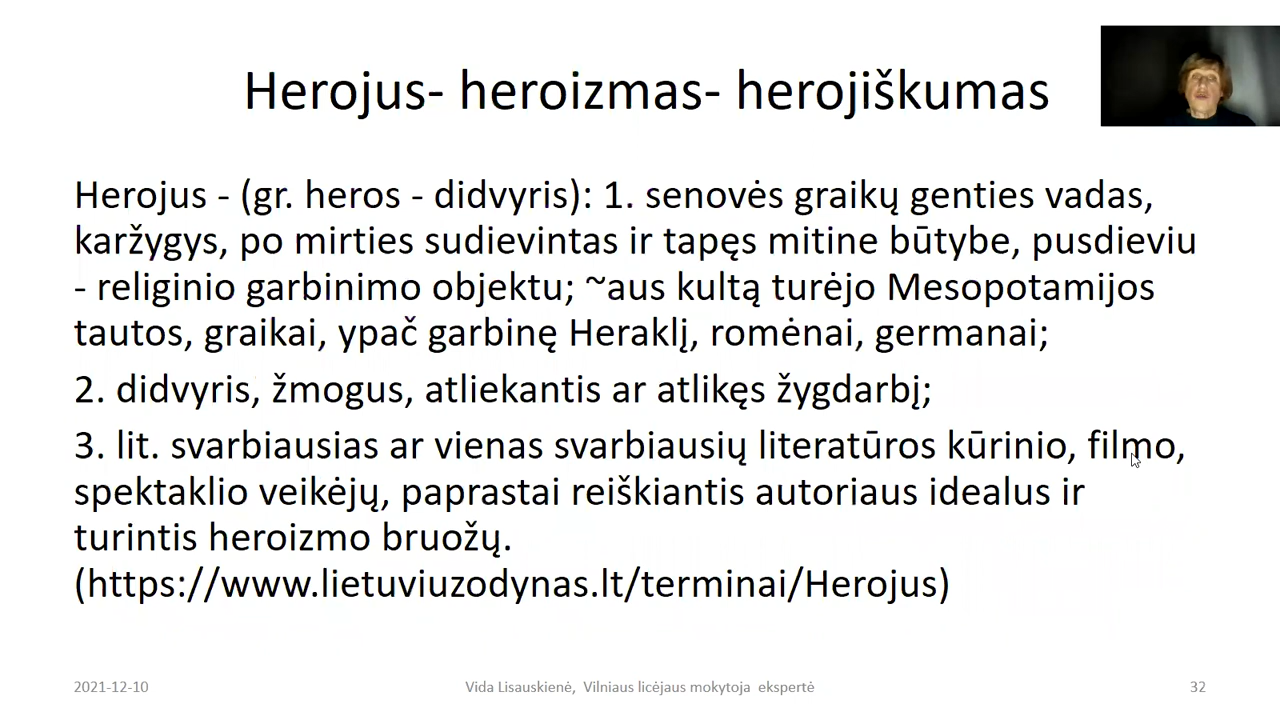 Herojus- heroizmas- herojiškumas
Herojus - (gr. heros - didvyris): 1. senovės graikų genties vadas,
karžygys, po mirties sudievintas ir tapęs mitine būtybe, pusdieviu
- religinio garbinimo objektu; ~aus kultą turėjo Mesopotamijos
tautos, graikai, ypač garbinę Heraklį, romėnai, germanai;
2. didvyris, žmogus, atliekantis ar atlikęs žygdarbį;
3. lit. svarbiausias ar vienas svarbiausių literatūros kūrinio, filmo,
spektaklio veikėjų, paprastai reiškiantis autoriaus idealus ir
turintis heroizmo bruožų.
(https://www.lietuviuzodynas.lt/terminai/Herojus)
2021-12-10
Vida Lisauskienė, Vilniaus licėjaus mokytoja ekspertė
32